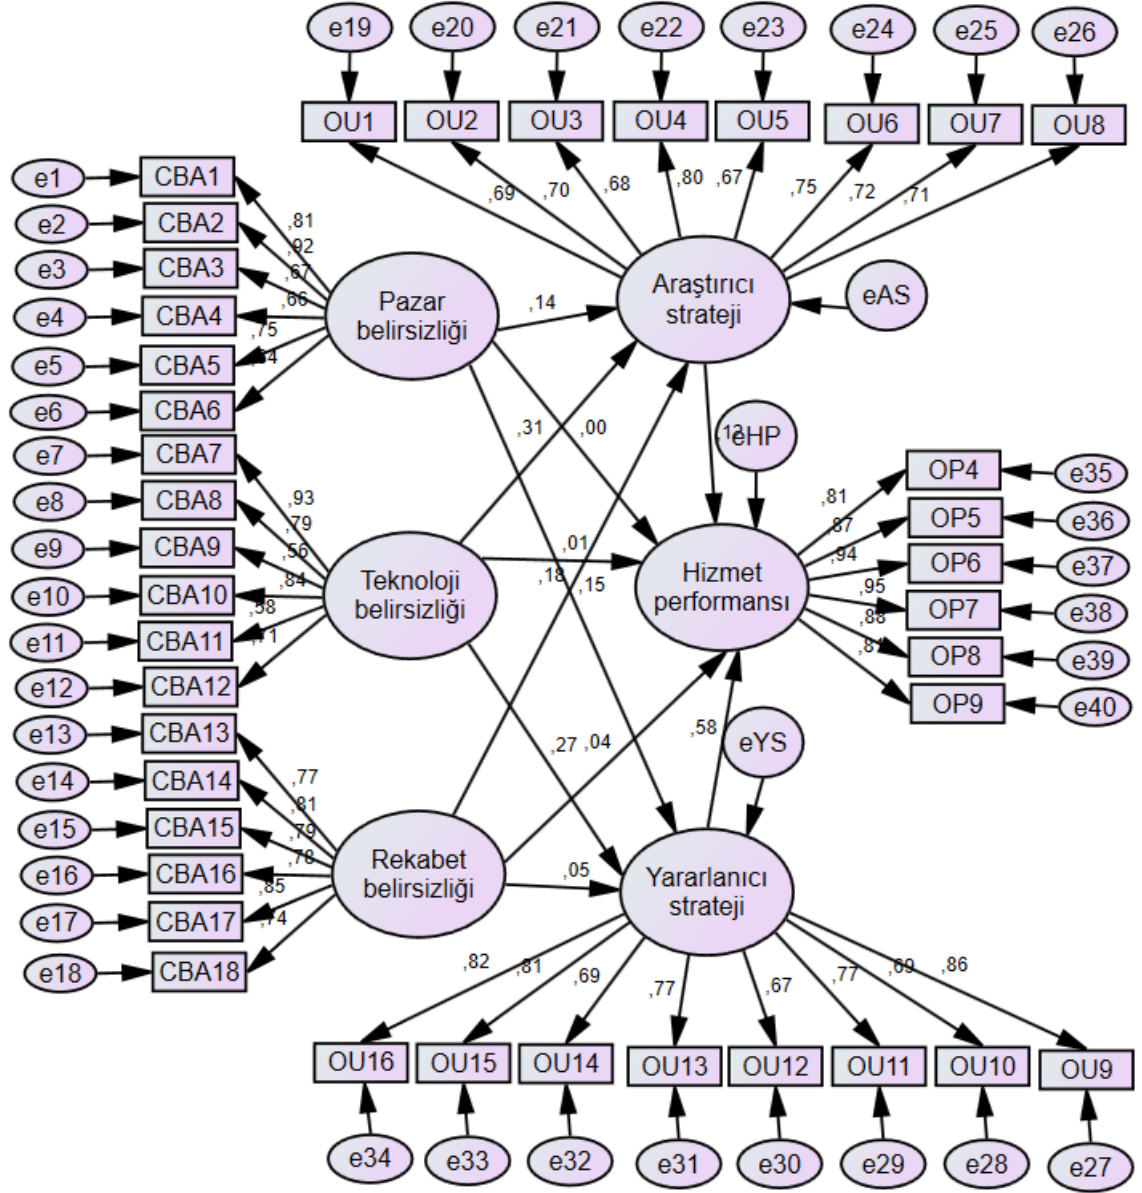 e19
e20
e21
e22
e23
e24
e25
e26
OU1
OU2
OU3
OU4
OU5
OU6
OU7
OU8
,69
,70
,68
,80
,67
,75
,72
,71
e1
CBA1
e2
CBA2
e3
CBA3
e4
CBA4
e5
CBA5
e6
CBA6
,81
,92
,67
,66
,75
Pazar
belirsizliği
Araştırıcı
strateji
eAS
,14
,31
,00
eHP
e7
CBA7
e8
CBA8
e9
CBA9
e10
CBA10
e11
CBA11
e12
CBA12
,93
,79
,56
,84
,58
,71
Teknoloji
belirsizliği
,01
,18
,15
Hizmet
performansı
,81
,87
,94
,95
,88
OP4
e35
OP5
e36
OP6
e37
OP7
e38
OP8
e39
OP9
e40
e13
CBA13
e14
CBA14
e15
CBA15
e16
CBA16
e17
CBA17
e18
CBA18
,77
,81
,79
,78
,85
,74
Rekabet
belirsizliği
,27
,04
,58
eYS
,05
Yararlanıcı
strateji
,82
,81
,69
,77
,67
,77
,69
,86
OU16
OU15
OU14
OU13
OU12
OU11
OU10
OU9
e34
e33
e32
e31
e30
e29
e28
e27